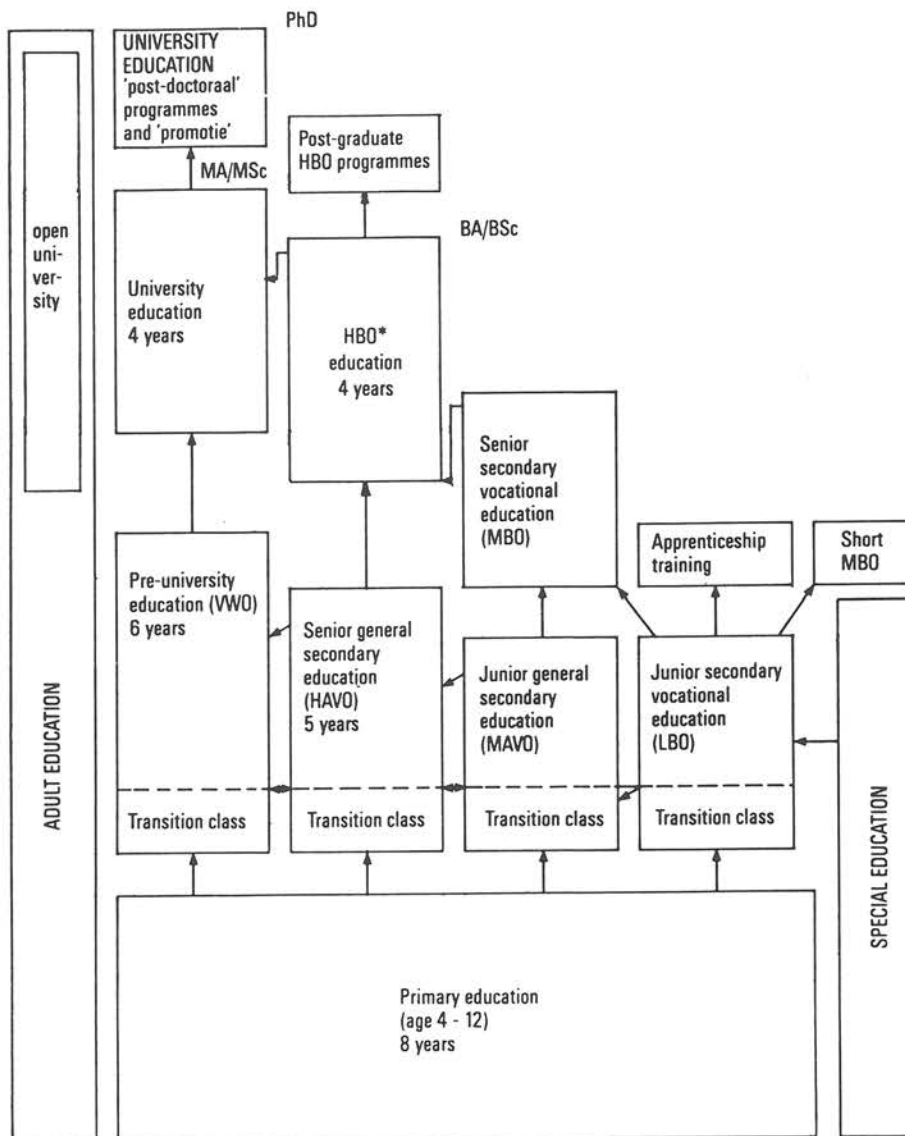 PhD
UNIVERSITY
EDUCATION
'post-doctoraal'
programmes
and 'promotie'
Post-graduate
HBO programmes
MA/MSc
BA/BSc
open
uni-
ver-
sity
University
education
4 years
HBO*
education
4 years
Senior
secondary
vocational
education
(MBO)
Apprenticeship
training
Short
MBO
Pre-university
education (VWO)
6 years
Senior general
secondary
education
(HAVO)
5 years
Junior general
secondary
education
(MAVO)
Junior secondary
vocational
education
(LBO)
ADULT EDUCATION
Transition class
Transition class
Transition class
Transition class
SPECIAL EDUCATION
Primary education
(age 4 - 12)
8 years